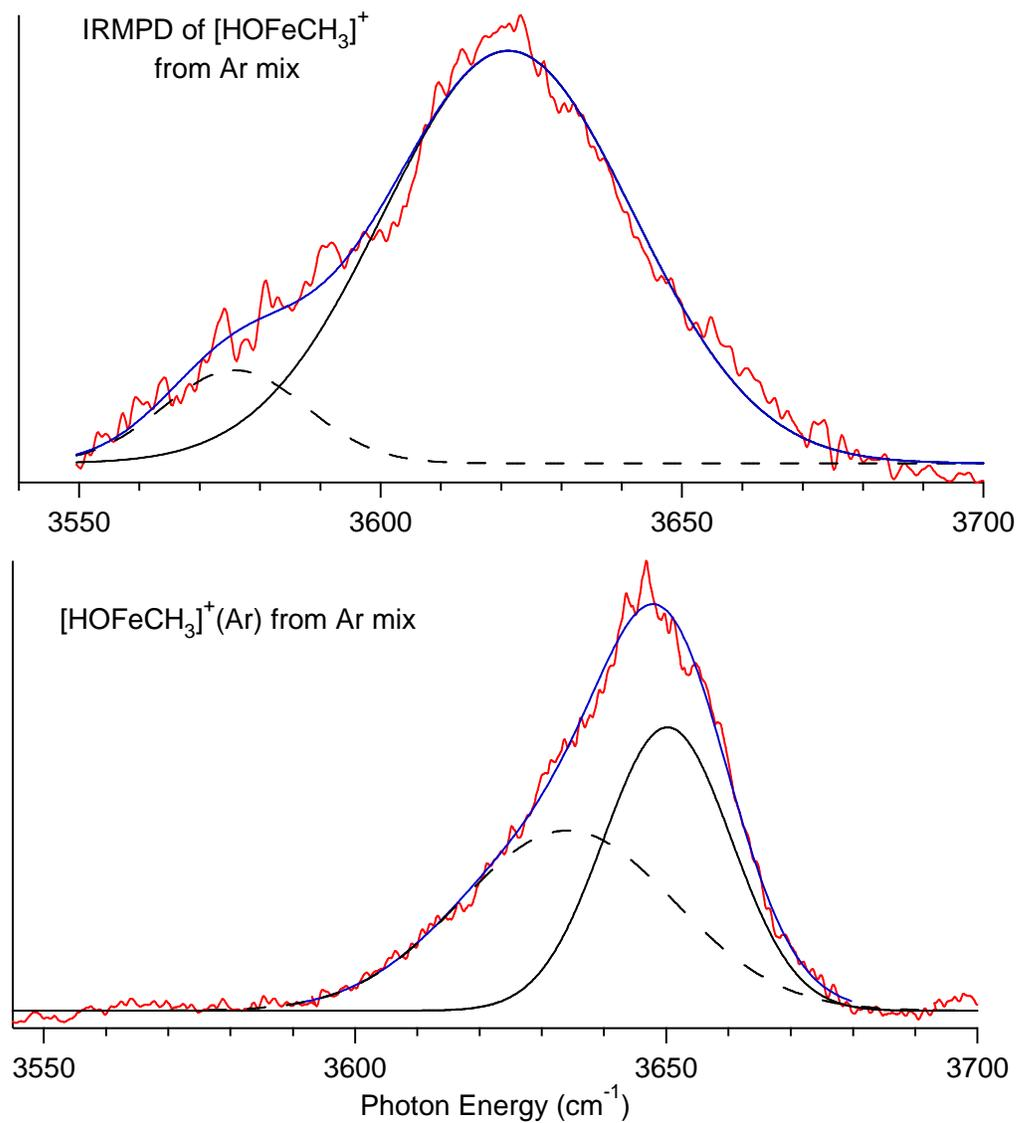 IRMPD of [HOFeCH₃]⁺
from Ar mix
3550 3600 3650 3700
[HOFeCH₃]⁺(Ar) from Ar mix
3550 3600 3650 3700
Photon Energy (cm⁻¹)